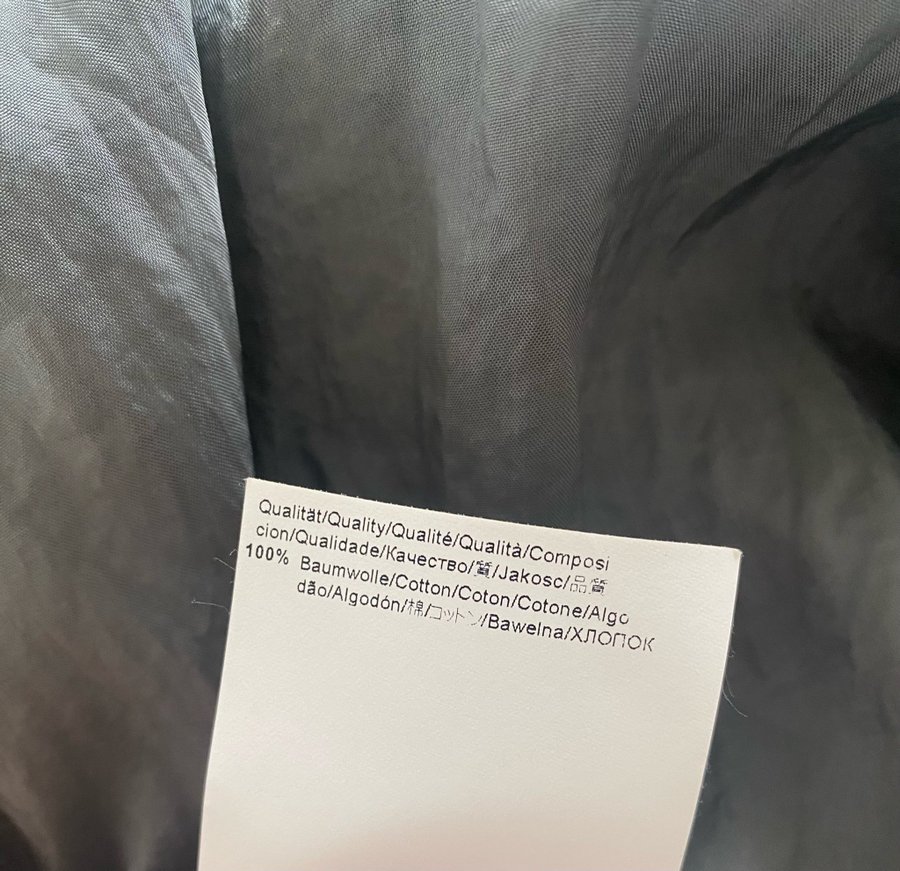 Qualität/Quality/Qualité/Qualità/Composi
cion/Qualidade/Качество/質/Jakosc/品質
100% Baumwolle/Cotton/Coton/Cotone/Algo
dão/Algodón/棉/コットン/Bawelna/ХЛОПОК